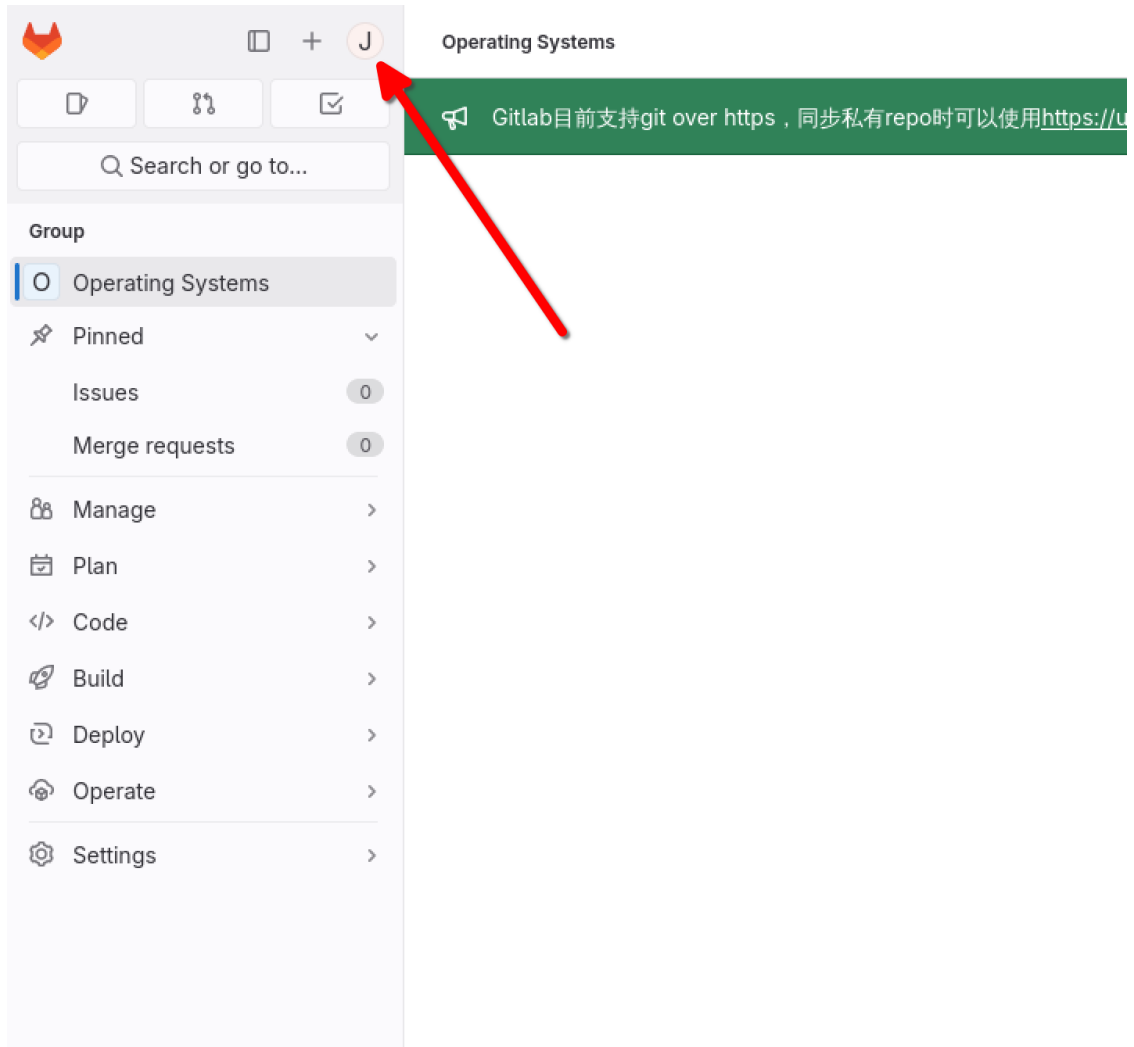 J
Operating Systems
Gitlab目前支持git over https，同步私有repo时可以使用https://u
Search or go to...
Group
O Operating Systems
Pinned
Issues 0
Merge requests 0
Manage
Plan
Code
Build
Deploy
Operate
Settings